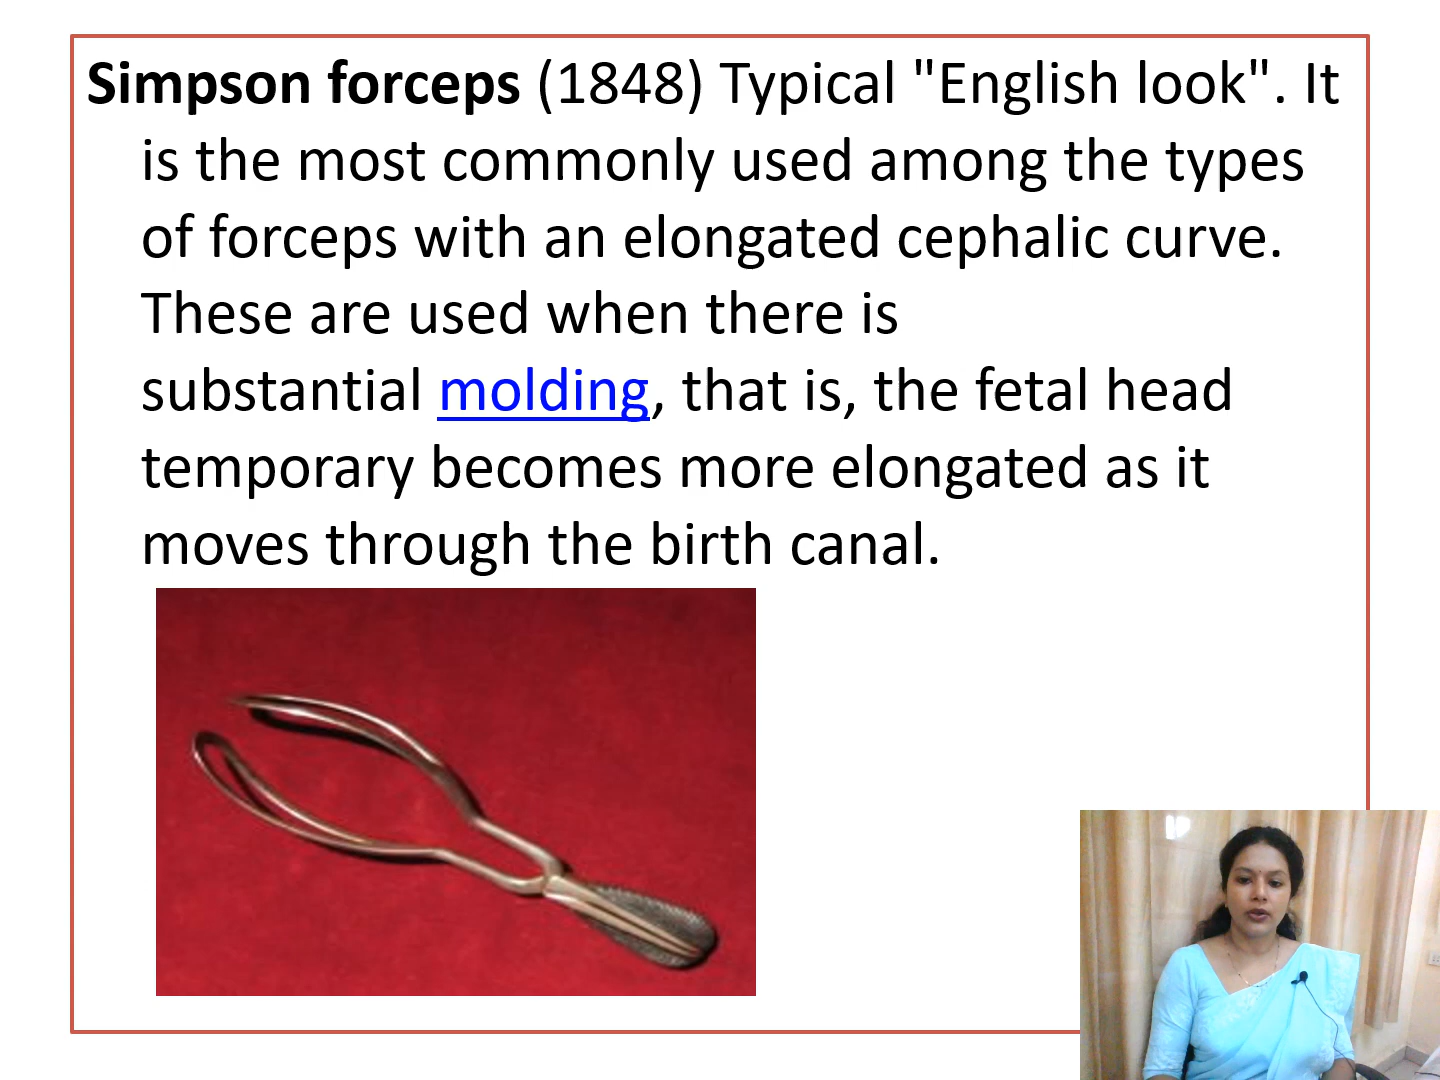 Simpson forceps (1848) Typical "English look". It
is the most commonly used among the types
of forceps with an elongated cephalic curve.
These are used when there is
substantial molding, that is, the fetal head
temporary becomes more elongated as it
moves through the birth canal.